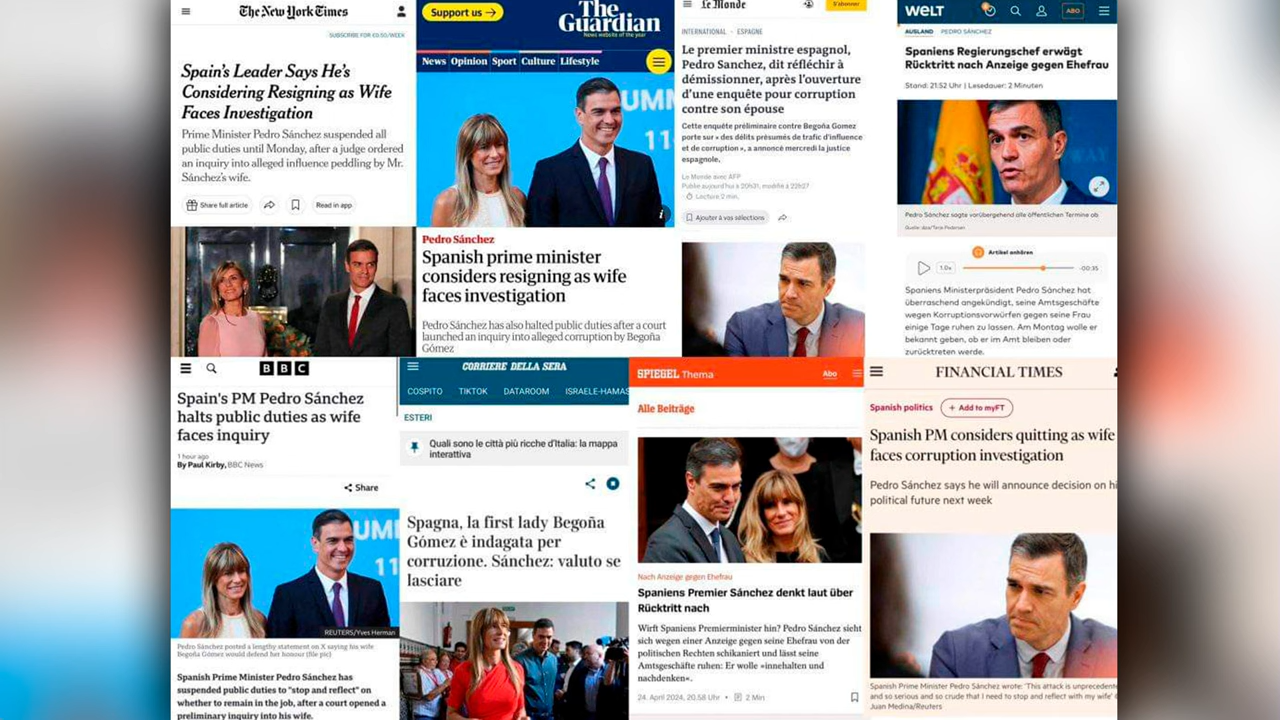 The New York Times
SUBSCRIBE FOR €0.50/WEEK
Spain's Leader Says He's
Considering Resigning as Wife
Faces Investigation
Prime Minister Pedro Sánchez suspended all
public duties until Monday, after a judge ordered
an inquiry into alleged influence peddling by Mr.
Sánchez's wife.
Share full article
Read in app
Support us →
The
Guardian
News website of the year
News Opinion Sport Culture Lifestyle
UMM
11
Pedro Sánchez
Spanish prime minister
considers resigning as wife
faces investigation
Pedro Sánchez has also halted public duties after a court
launched an inquiry into alleged corruption by Begoña
Gómez
Le Monde
S'abonner
INTERNATIONAL · ESPAGNE
Le premier ministre espagnol,
Pedro Sanchez, dit réfléchir à
démissionner, après l'ouverture
d'une enquête pour corruption
contre son épouse
Cette enquête préliminaire contre Begoña Gomez
porte sur « des délits présumés de trafic d'influence
et de corruption », a annoncé mercredi la justice
espagnole.
Le Monde avec AFP
Publié aujourd'hui à 20h31, modifié à 22h27
Lecture 2 min.
Ajouter à vos sélections
WELT
ABO
AUSLAND PEDRO SÁNCHEZ
Spaniens Regierungschef erwägt
Rücktritt nach Anzeige gegen Ehefrau
Stand: 21:52 Uhr | Lesedauer: 2 Minuten
Pedro Sánchez sagte vorübergehend alle öffentlichen Termine ab
Artikel anhören
1.0x
-00:35
Spaniens Ministerpräsident Pedro Sánchez hat
überraschend angekündigt, seine Amtsgeschäfte
wegen Korruptionsvorwürfen gegen seine Frau
einige Tage ruhen zu lassen. Am Montag wolle er
bekannt geben, ob er im Amt bleiben oder
zurücktreten werde.
BBC
Spain's PM Pedro Sánchez
halts public duties as wife
faces inquiry
1 hour ago
By Paul Kirby, BBC News
Share
UMI
11
REUTERS/Yves Herman
Pedro Sánchez posted a lengthy statement on X saying his wife
Begoña Gómez would defend her honour (file pic)
Spanish Prime Minister Pedro Sánchez has
suspended public duties to "stop and reflect" on
whether to remain in the job, after a court opened a
preliminary inquiry into his wife.
CORRIERE DELLA SERA
COSPITO TIKTOK DATAROOM ISRAELE-HAMAS
ESTERI
Quali sono le città più ricche d'Italia: la mappa
interattiva
Spagna, la first lady Begoña
Gómez è indagata per
corruzione. Sánchez: valuto se
lasciare
SPIEGEL Thema
Abo
Alle Beiträge
Nach Anzeige gegen Ehefrau
Spaniens Premier Sánchez denkt laut über
Rücktritt nach
Wirft Spaniens Premierminister hin? Pedro Sánchez sieht
sich wegen einer Anzeige gegen seine Ehefrau von der
politischen Rechten schikaniert und lässt seine
Amtsgeschäfte ruhen: Er wolle »innehalten und
nachdenken«.
24. April 2024, 20.58 Uhr • 2 Min
FINANCIAL TIMES
Spanish politics
+ Add to myFT
Spanish PM considers quitting as wife
faces corruption investigation
Pedro Sánchez says he will announce decision on hi
political future next week
Spanish Prime Minister Pedro Sánchez wrote: 'This attack is unprecedente
and so serious and so crude that I need to stop and reflect with my wife'
Juan Medina/Reuters